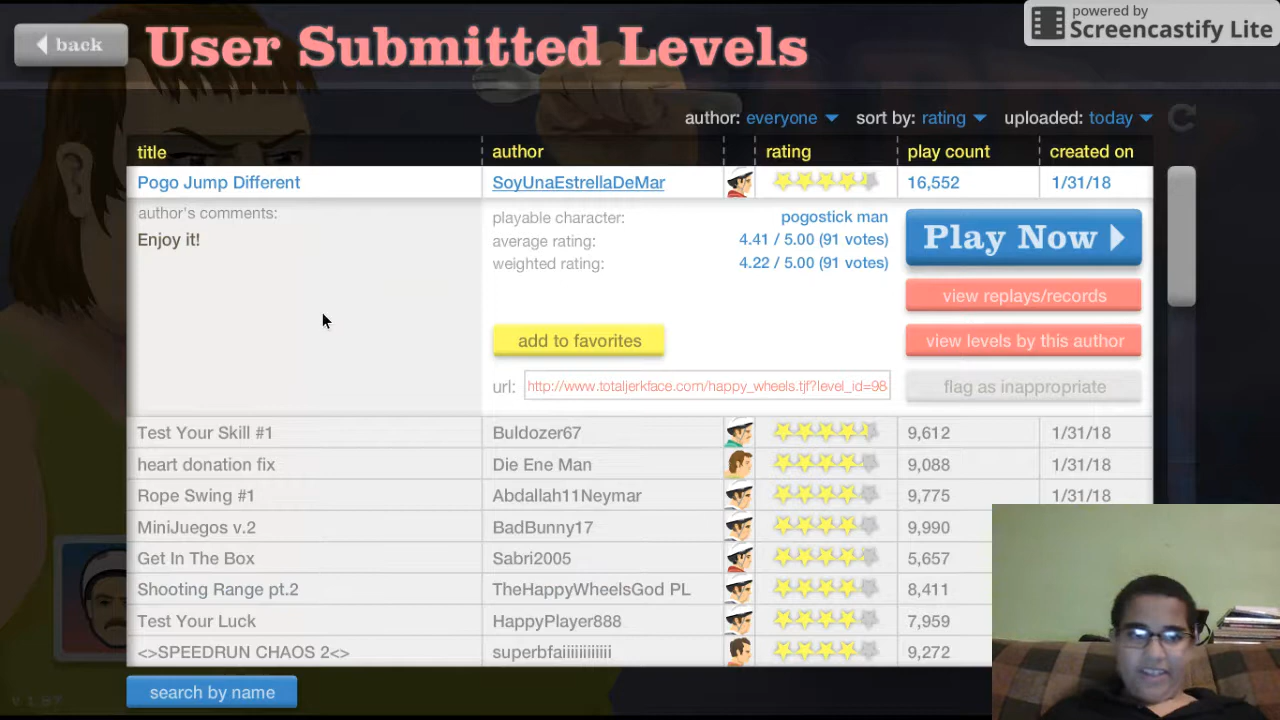 back
User Submitted Levels
powered by
Screencastify Lite
author: everyone sort by: rating uploaded: today
title author rating play count created on
Pogo Jump Different SoyUnaEstrellaDeMar 16,552 1/31/18
author's comments:
Enjoy it!
playable character: pogostick man
average rating: 4.41 / 5.00 (91 votes)
weighted rating: 4.22 / 5.00 (91 votes)
Play Now
view replays/records
add to favorites
view levels by this author
url: http://www.totaljerkface.com/happy_wheels.tjf?level_id=98
flag as inappropriate
Test Your Skill #1 Buldozer67 9,612 1/31/18
heart donation fix Die Ene Man 9,088 1/31/18
Rope Swing #1 Abdallah11Neymar 9,775 1/31/18
MiniJuegos v.2 BadBunny17 9,990
Get In The Box Sabri2005 5,657
Shooting Range pt.2 TheHappyWheelsGod PL 8,411
Test Your Luck HappyPlayer888 7,959
<>SPEEDRUN CHAOS 2<> superbfaiiiiiiiiiiii 9,272
search by name